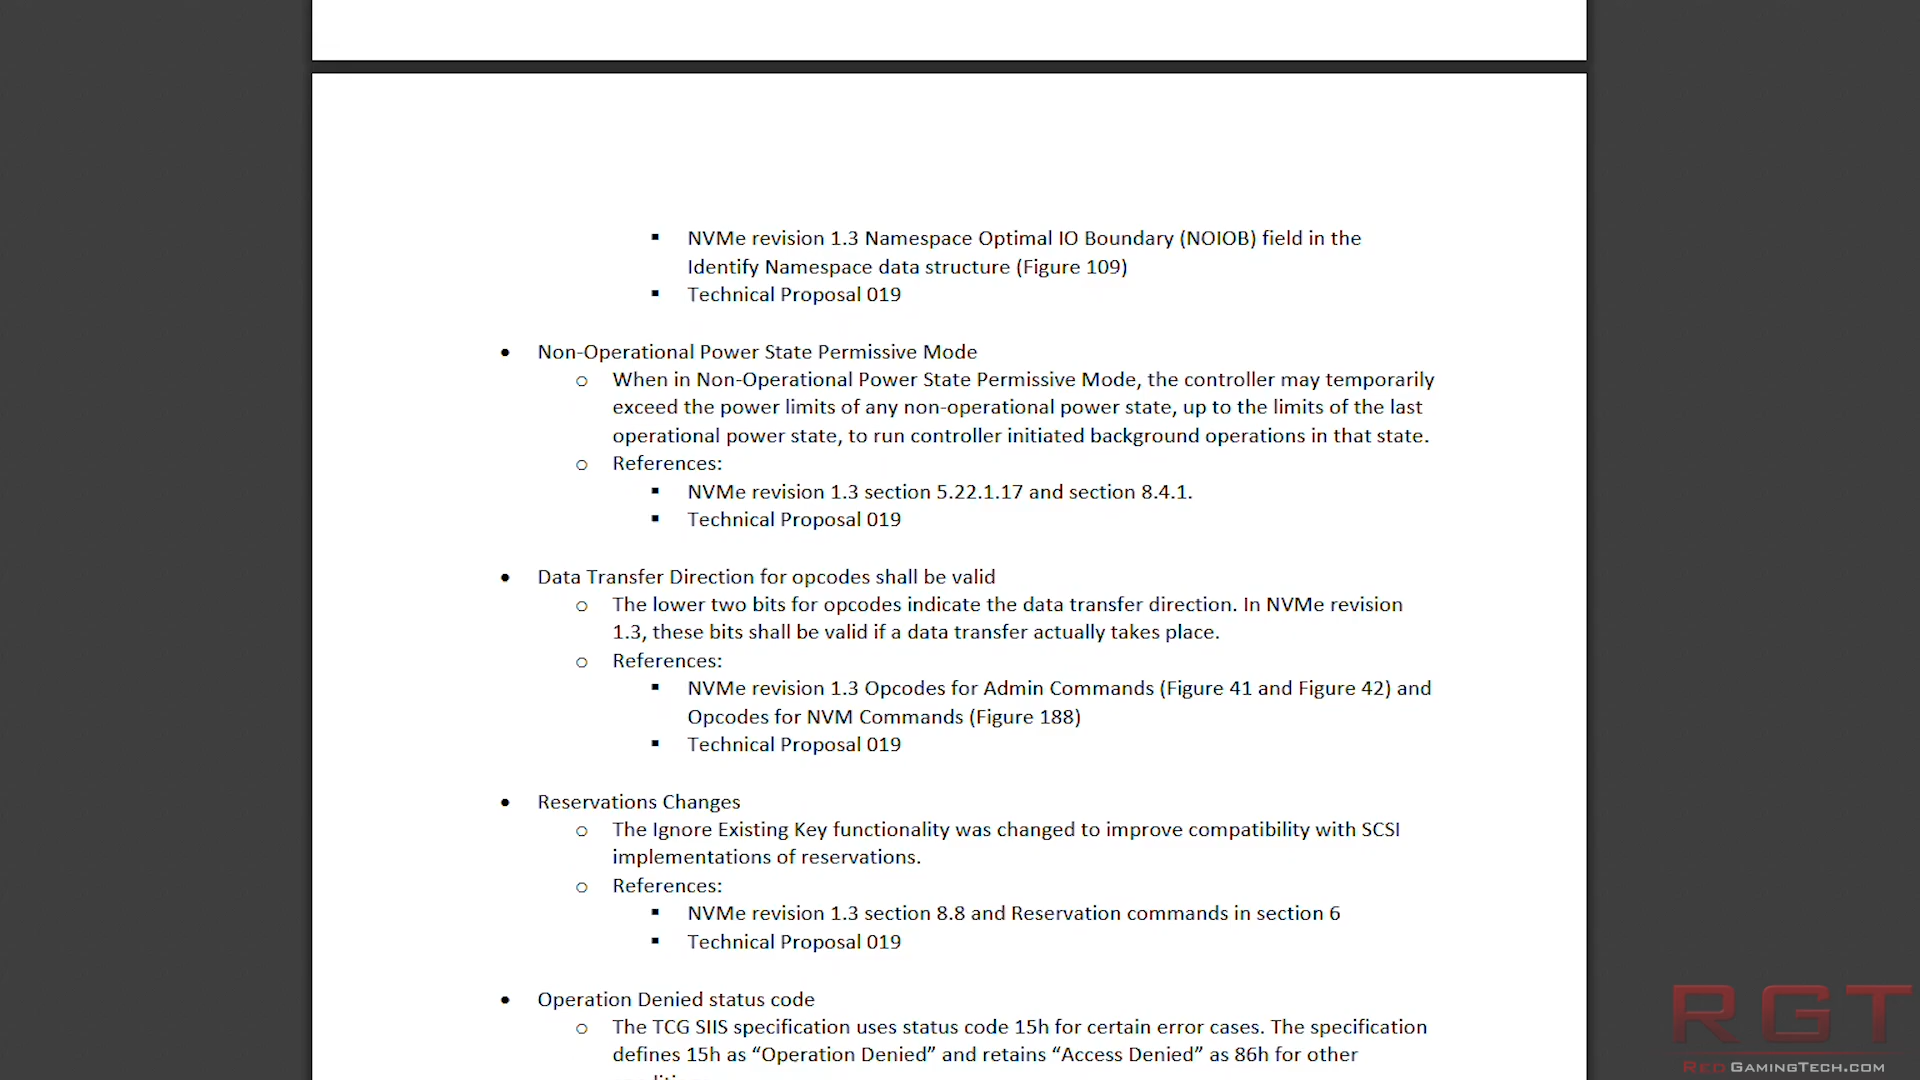 ▪ NVMe revision 1.3 Namespace Optimal IO Boundary (NOIOB) field in the
Identify Namespace data structure (Figure 109)
▪ Technical Proposal 019
• Non-Operational Power State Permissive Mode
o When in Non-Operational Power State Permissive Mode, the controller may temporarily
exceed the power limits of any non-operational power state, up to the limits of the last
operational power state, to run controller initiated background operations in that state.
o References:
▪ NVMe revision 1.3 section 5.22.1.17 and section 8.4.1.
▪ Technical Proposal 019
• Data Transfer Direction for opcodes shall be valid
o The lower two bits for opcodes indicate the data transfer direction. In NVMe revision
1.3, these bits shall be valid if a data transfer actually takes place.
o References:
▪ NVMe revision 1.3 Opcodes for Admin Commands (Figure 41 and Figure 42) and
Opcodes for NVM Commands (Figure 188)
▪ Technical Proposal 019
• Reservations Changes
o The Ignore Existing Key functionality was changed to improve compatibility with SCSI
implementations of reservations.
o References:
▪ NVMe revision 1.3 section 8.8 and Reservation commands in section 6
▪ Technical Proposal 019
• Operation Denied status code
o The TCG SIIS specification uses status code 15h for certain error cases. The specification
defines 15h as “Operation Denied” and retains “Access Denied” as 86h for other
RGT
RedGamingTech.com